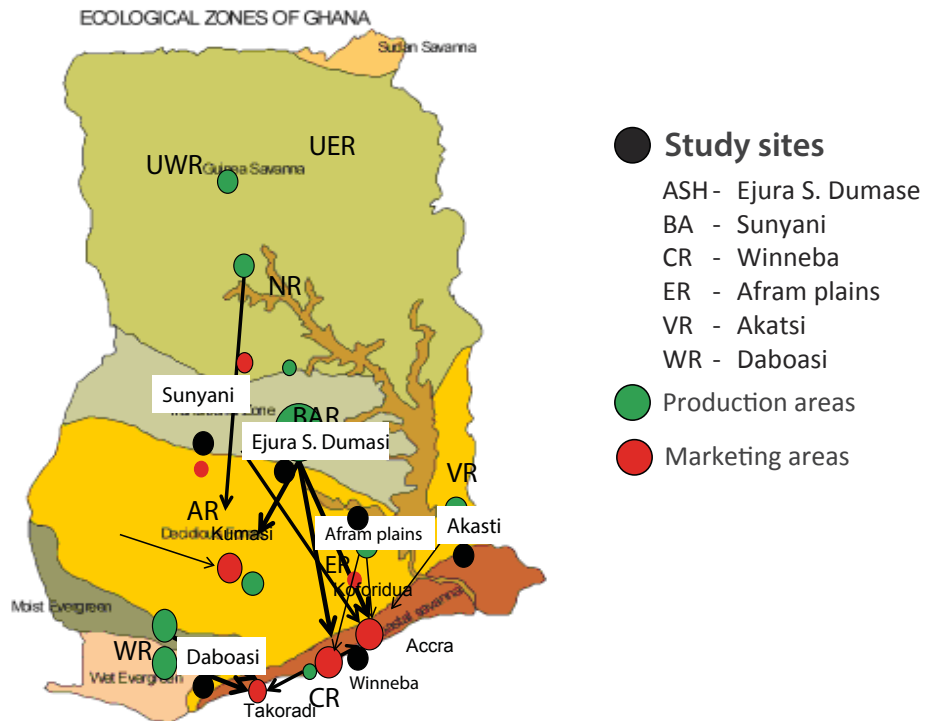 ECOLOGICAL ZONES OF GHANA
Sudan Savanna
UER
UWR
Guinea Savanna
NR
Sunyani
Zone
BAR
Ejura S. Dumasi
VR
AR
Kumasi
Afram plains
Akasti
ER
Koforidua
Moist Evergreen
savanna
Accra
WR
Daboasi
Wet Evergreen
Winneba
CR
Takoradi
Study sites
ASH - Ejura S. Dumase
BA - Sunyani
CR - Winneba
ER - Afram plains
VR - Akatsi
WR - Daboasi
Production areas
Marketing areas